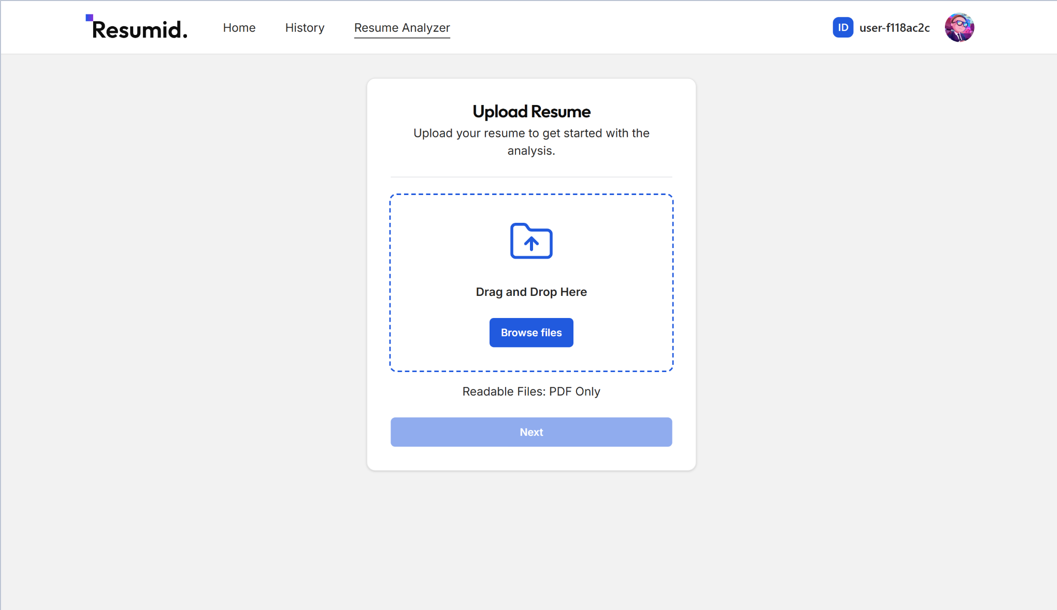 Resumid.
Home
History
Resume Analyzer
ID
user-f118ac2c
Upload Resume
Upload your resume to get started with the
analysis.
Drag and Drop Here
Browse files
Readable Files: PDF Only
Next